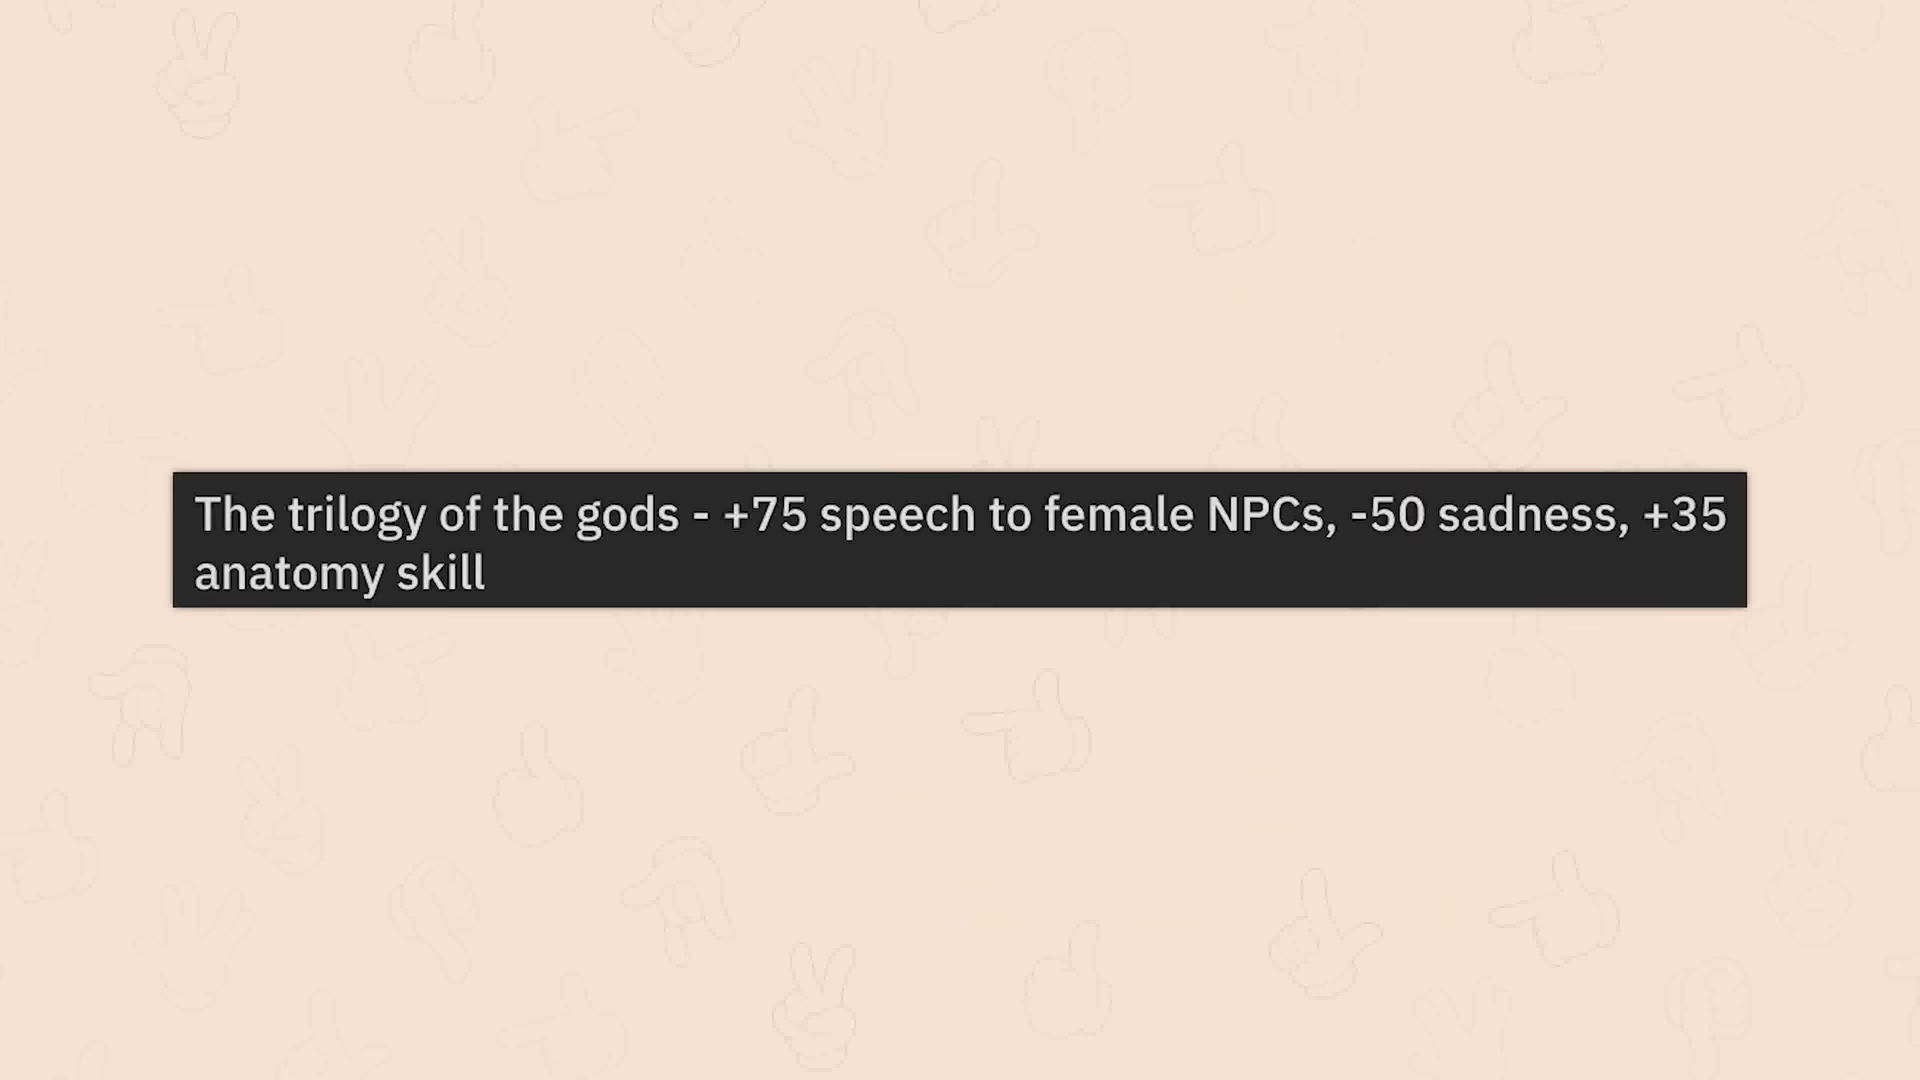 The trilogy of the gods - +75 speech to female NPCs, -50 sadness, +35
anatomy skill